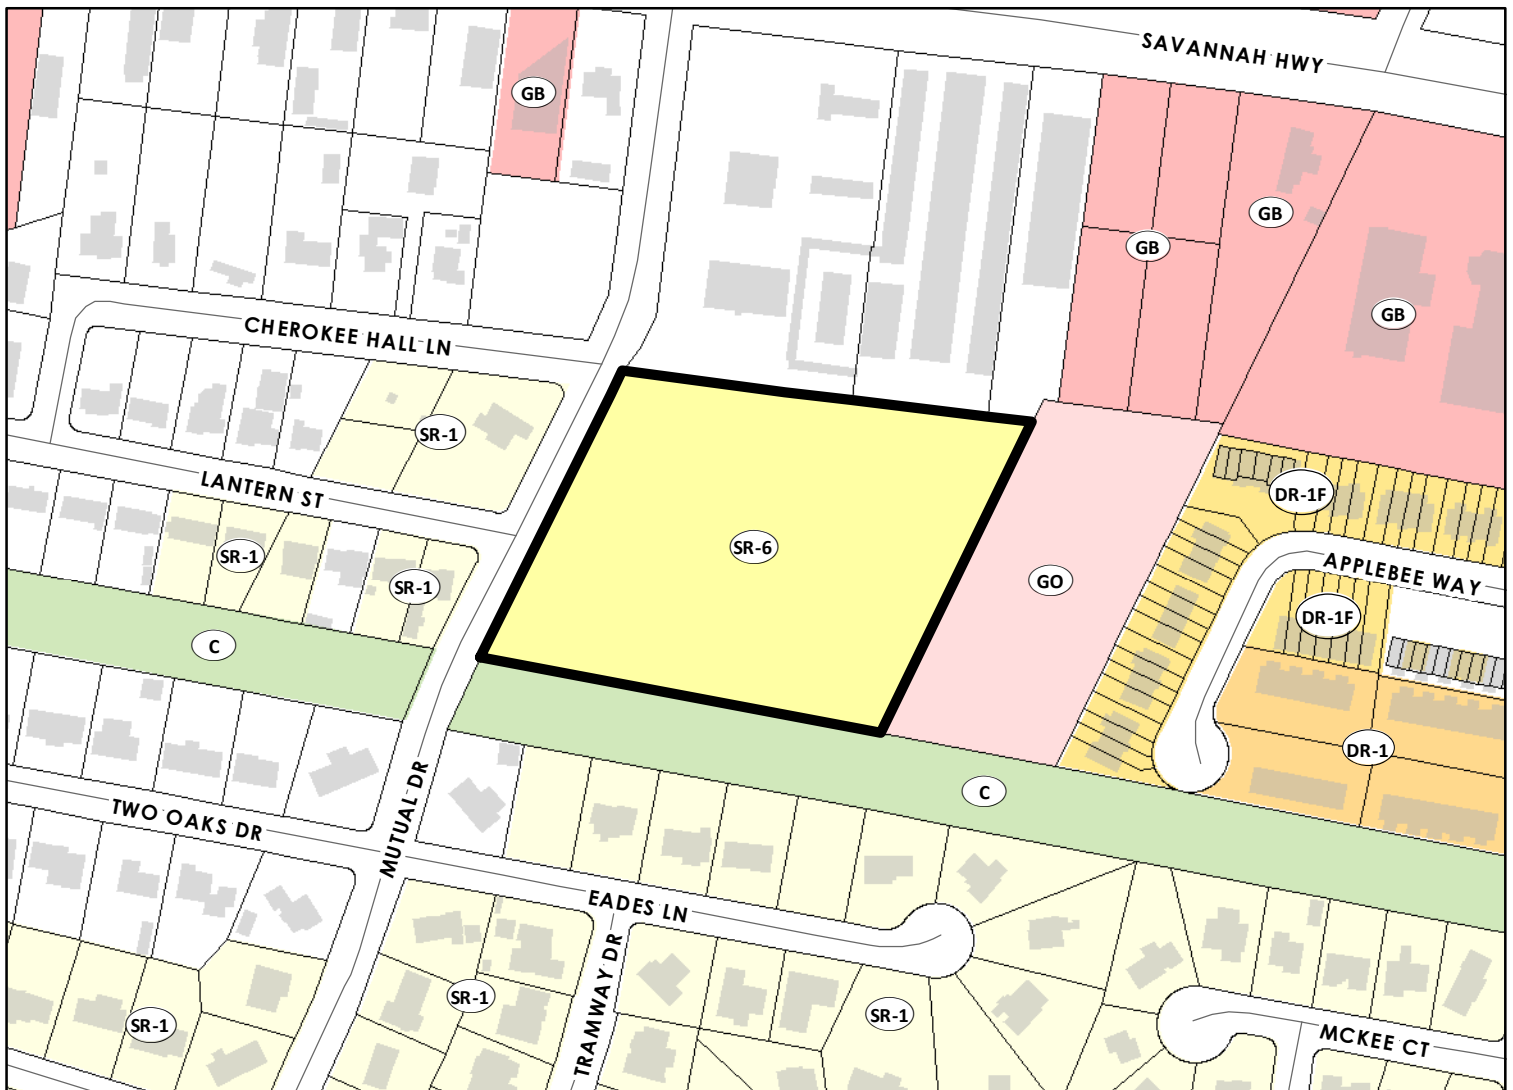 SAVANNAH HWY
GB
GB
GB
GB
CHEROKEE HALL LN
SR-1
LANTERN ST
DR-1F
SR-6
SR-1
APPLEBEE WAY
GO
SR-1
DR-1F
C
DR-1
C
MUTUAL DR
TWO OAKS DR
EADES LN
TRAMWAY DR
SR-1
SR-1
SR-1
MCKEE CT